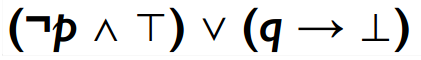 (¬p ∧ ⊤) ∨ (q → ⊥)